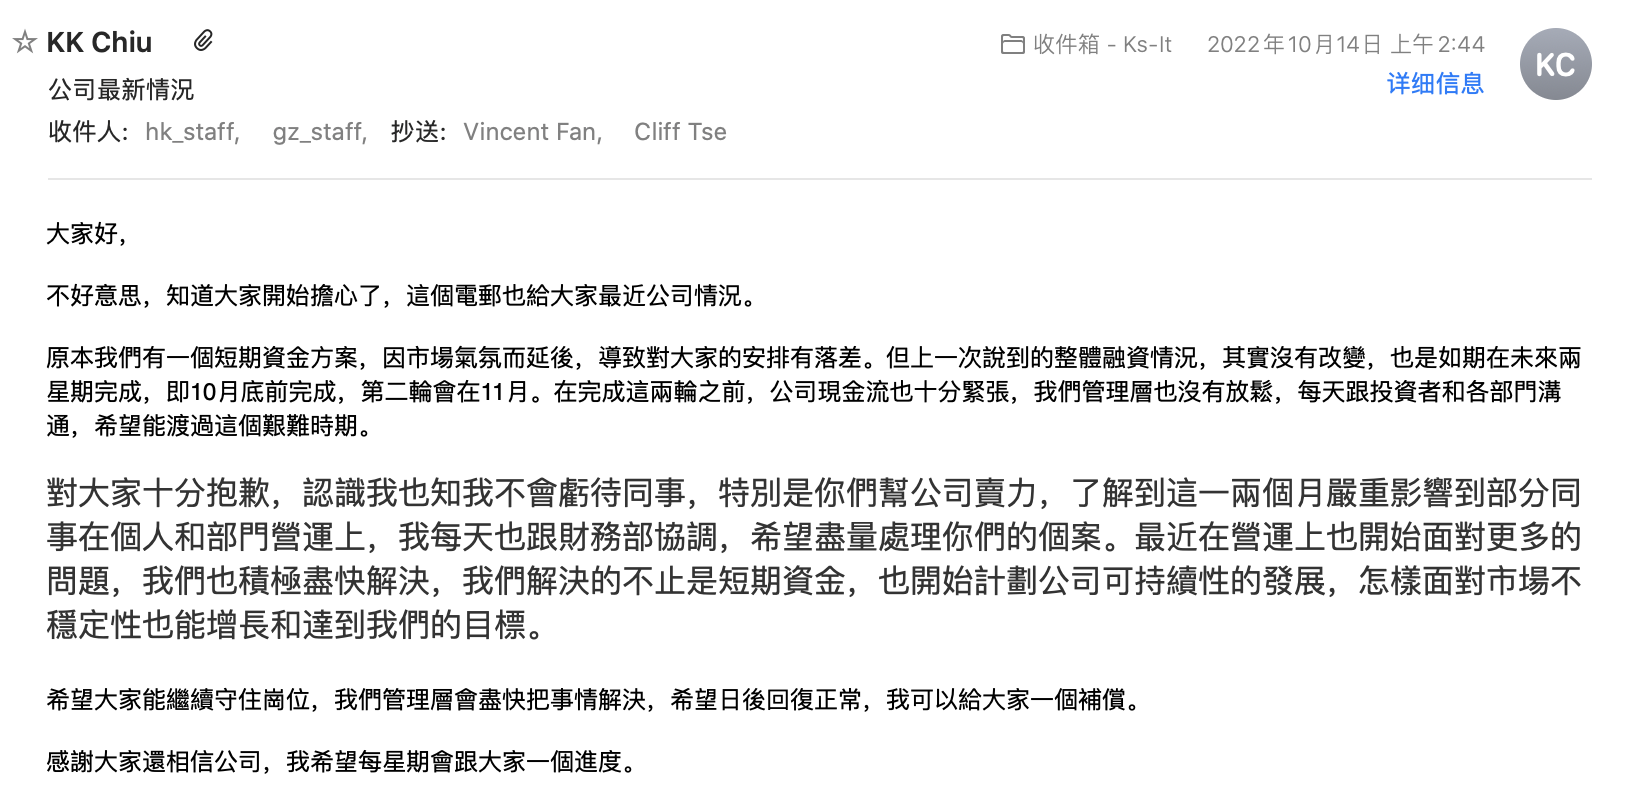 KK Chiu
收件箱 - Ks-It
2022年10月14日 上午2:44
KC
公司最新情況
详细信息
收件人： hk_staff, gz_staff, 抄送： Vincent Fan, Cliff Tse
大家好，
不好意思，知道大家開始擔心了，這個電郵也給大家最近公司情況。
原本我們有一個短期資金方案，因市場氣氛而延後，導致對大家的安排有落差。但上一次說到的整體融資情況，其實沒有改變，也是如期在未來兩
星期完成，即10月底前完成，第二輪會在11月。在完成這兩輪之前，公司現金流也十分緊張，我們管理層也沒有放鬆，每天跟投資者和各部門溝
通，希望能渡過這個艱難時期。
對大家十分抱歉，認識我也知我不會虧待同事，特別是你們幫公司賣力，了解到這一兩個月嚴重影響到部分同
事在個人和部門營運上，我每天也跟財務部協調，希望盡量處理你們的個案。最近在營運上也開始面對更多的
問題，我們也積極盡快解決，我們解決的不止是短期資金，也開始計劃公司可持續性的發展，怎樣面對市場不
穩定性也能增長和達到我們的目標。
希望大家能繼續守住崗位，我們管理層會盡快把事情解決，希望日後回復正常，我可以給大家一個補償。
感謝大家還相信公司，我希望每星期會跟大家一個進度。